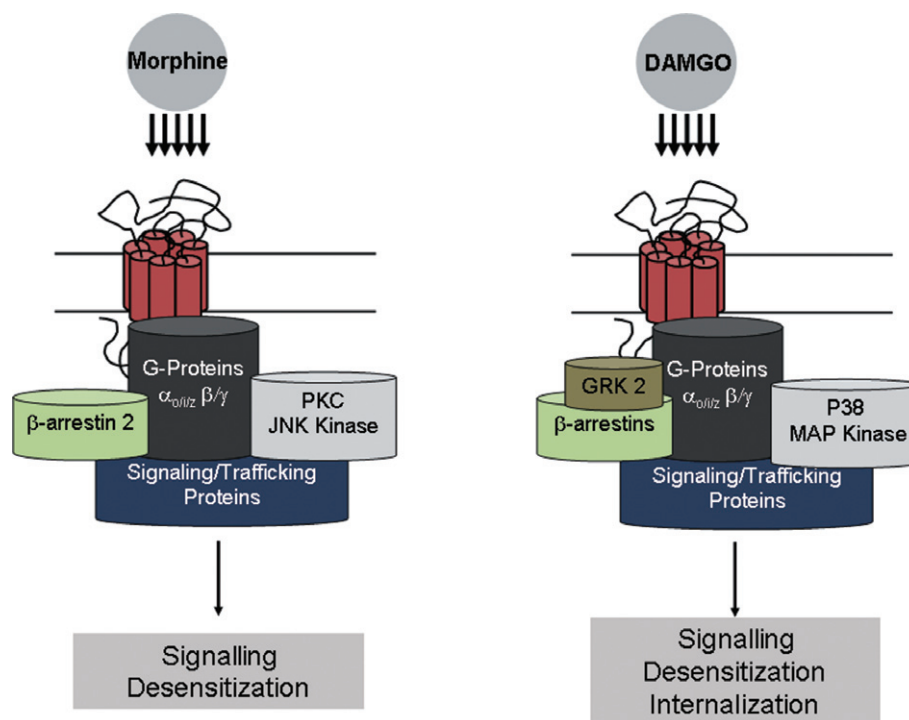 Morphine
G-Proteins
αo/i/z β/γ
β-arrestin 2
PKC
JNK Kinase
Signaling/Trafficking
Proteins
Signalling
Desensitization
DAMGO
G-Proteins
αo/i/z β/γ
GRK 2
β-arrestins
P38
MAP Kinase
Signaling/Trafficking
Proteins
Signalling
Desensitization
Internalization